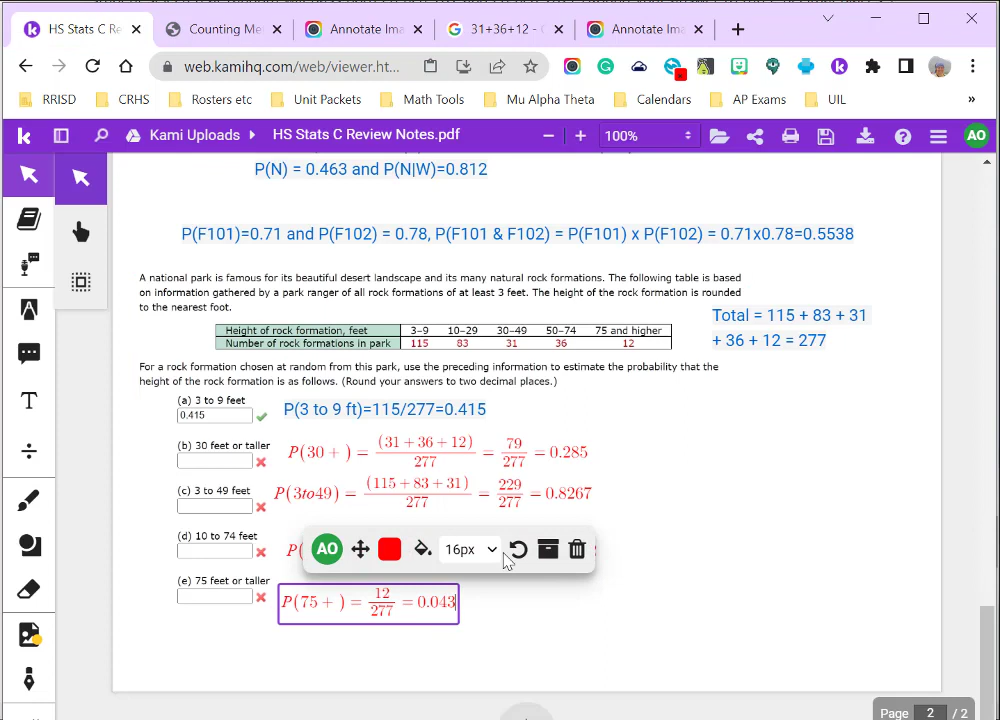 HS Stats C Re
Counting Me
Annotate Ima
31+36+12 - G
Annotate Ima
web.kamihq.com/web/viewer.ht...
RRISD
CRHS
Rosters etc
Unit Packets
Math Tools
Mu Alpha Theta
Calendars
AP Exams
UIL
»
k
Kami Uploads
HS Stats C Review Notes.pdf
100%
AO
P(N) = 0.463 and P(N|W)=0.812
P(F101)=0.71 and P(F102) = 0.78, P(F101 & F102) = P(F101) x P(F102) = 0.71x0.78=0.5538
A national park is famous for its beautiful desert landscape and its many natural rock formations. The following table is based
on information gathered by a park ranger of all rock formations of at least 3 feet. The height of the rock formation is rounded
to the nearest foot.
Total = 115 + 83 + 31
+ 36 + 12 = 277
Height of rock formation, feet 3–9 10–29 30–49 50–74 75 and higher
Number of rock formations in park 115 83 31 36 12
For a rock formation chosen at random from this park, use the preceding information to estimate the probability that the
height of the rock formation is as follows. (Round your answers to two decimal places.)
(a) 3 to 9 feet
0.415
P(3 to 9 ft)=115/277=0.415
(b) 30 feet or taller
P(30 + ) = (31 + 36 + 12)/277 = 79/277 = 0.285
(c) 3 to 49 feet
P(3to49) = (115 + 83 + 31)/277 = 229/277 = 0.8267
(d) 10 to 74 feet
P(
AO
16px
(e) 75 feet or taller
P(75 + ) = 12/277 = 0.043
Page 2 / 2